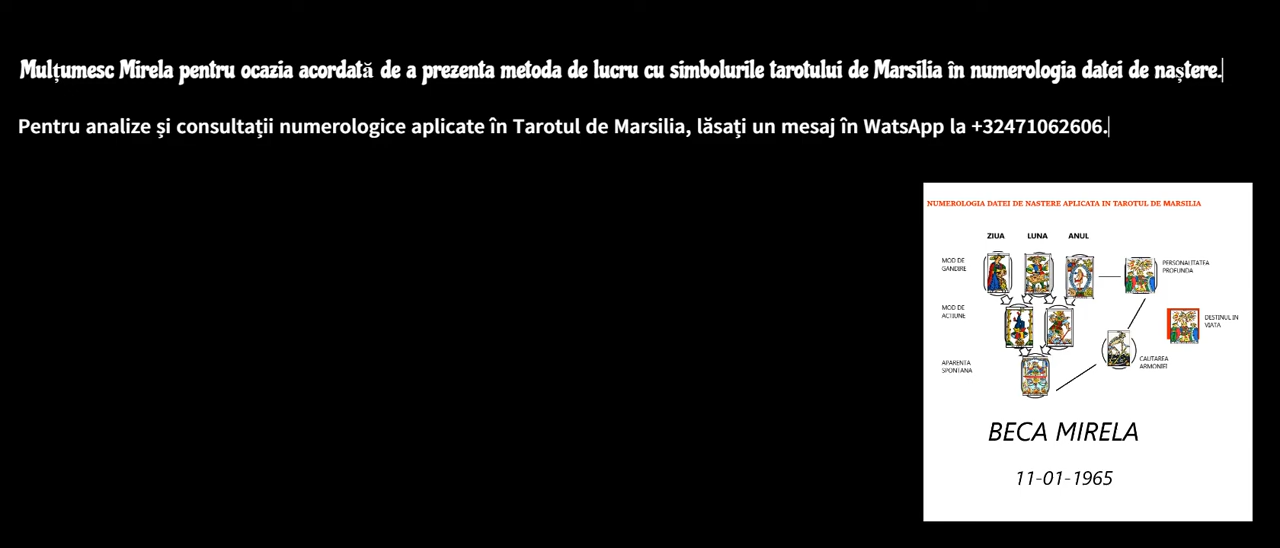 Mulțumesc Mirela pentru ocazia acordată de a prezenta metoda de lucru cu simbolurile tarotului de Marsilia în numerologia datei de naștere.
Pentru analize și consultații numerologice aplicate în Tarotul de Marsilia, lăsați un mesaj în WatsApp la +32471062606.
NUMEROLOGIA DATEI DE NASTERE APLICATA IN TAROTUL DE MARSILIA
ZIUA LUNA ANUL
MOD DE
GANDIRE
PERSONALITATEA
PROFUNDA
MOD DE
ACTIUNE
DESTINUL IN
VIATA
APARENTA
SPONTANA
CAUTAREA
ARMONIEI
BECA MIRELA
11-01-1965